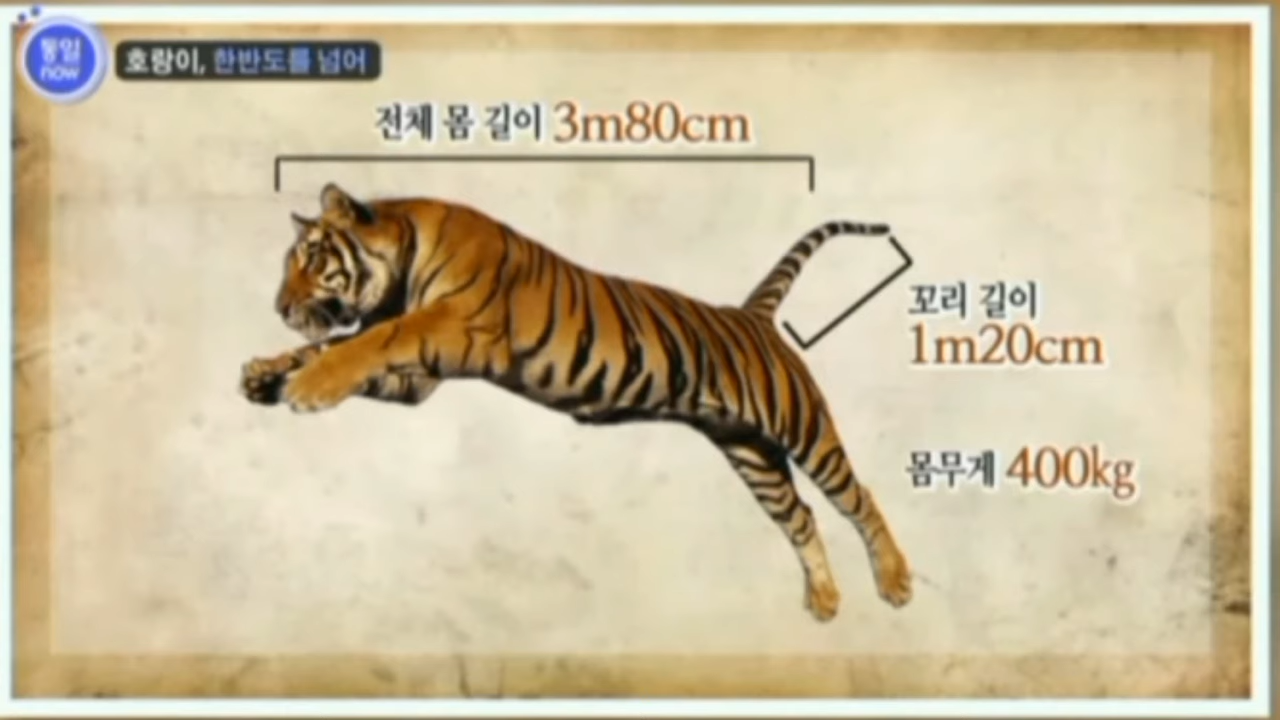 통일
now
호랑이, 한반도를 넘어
전체 몸 길이 3m80cm
꼬리 길이
1m20cm
몸무게 400kg